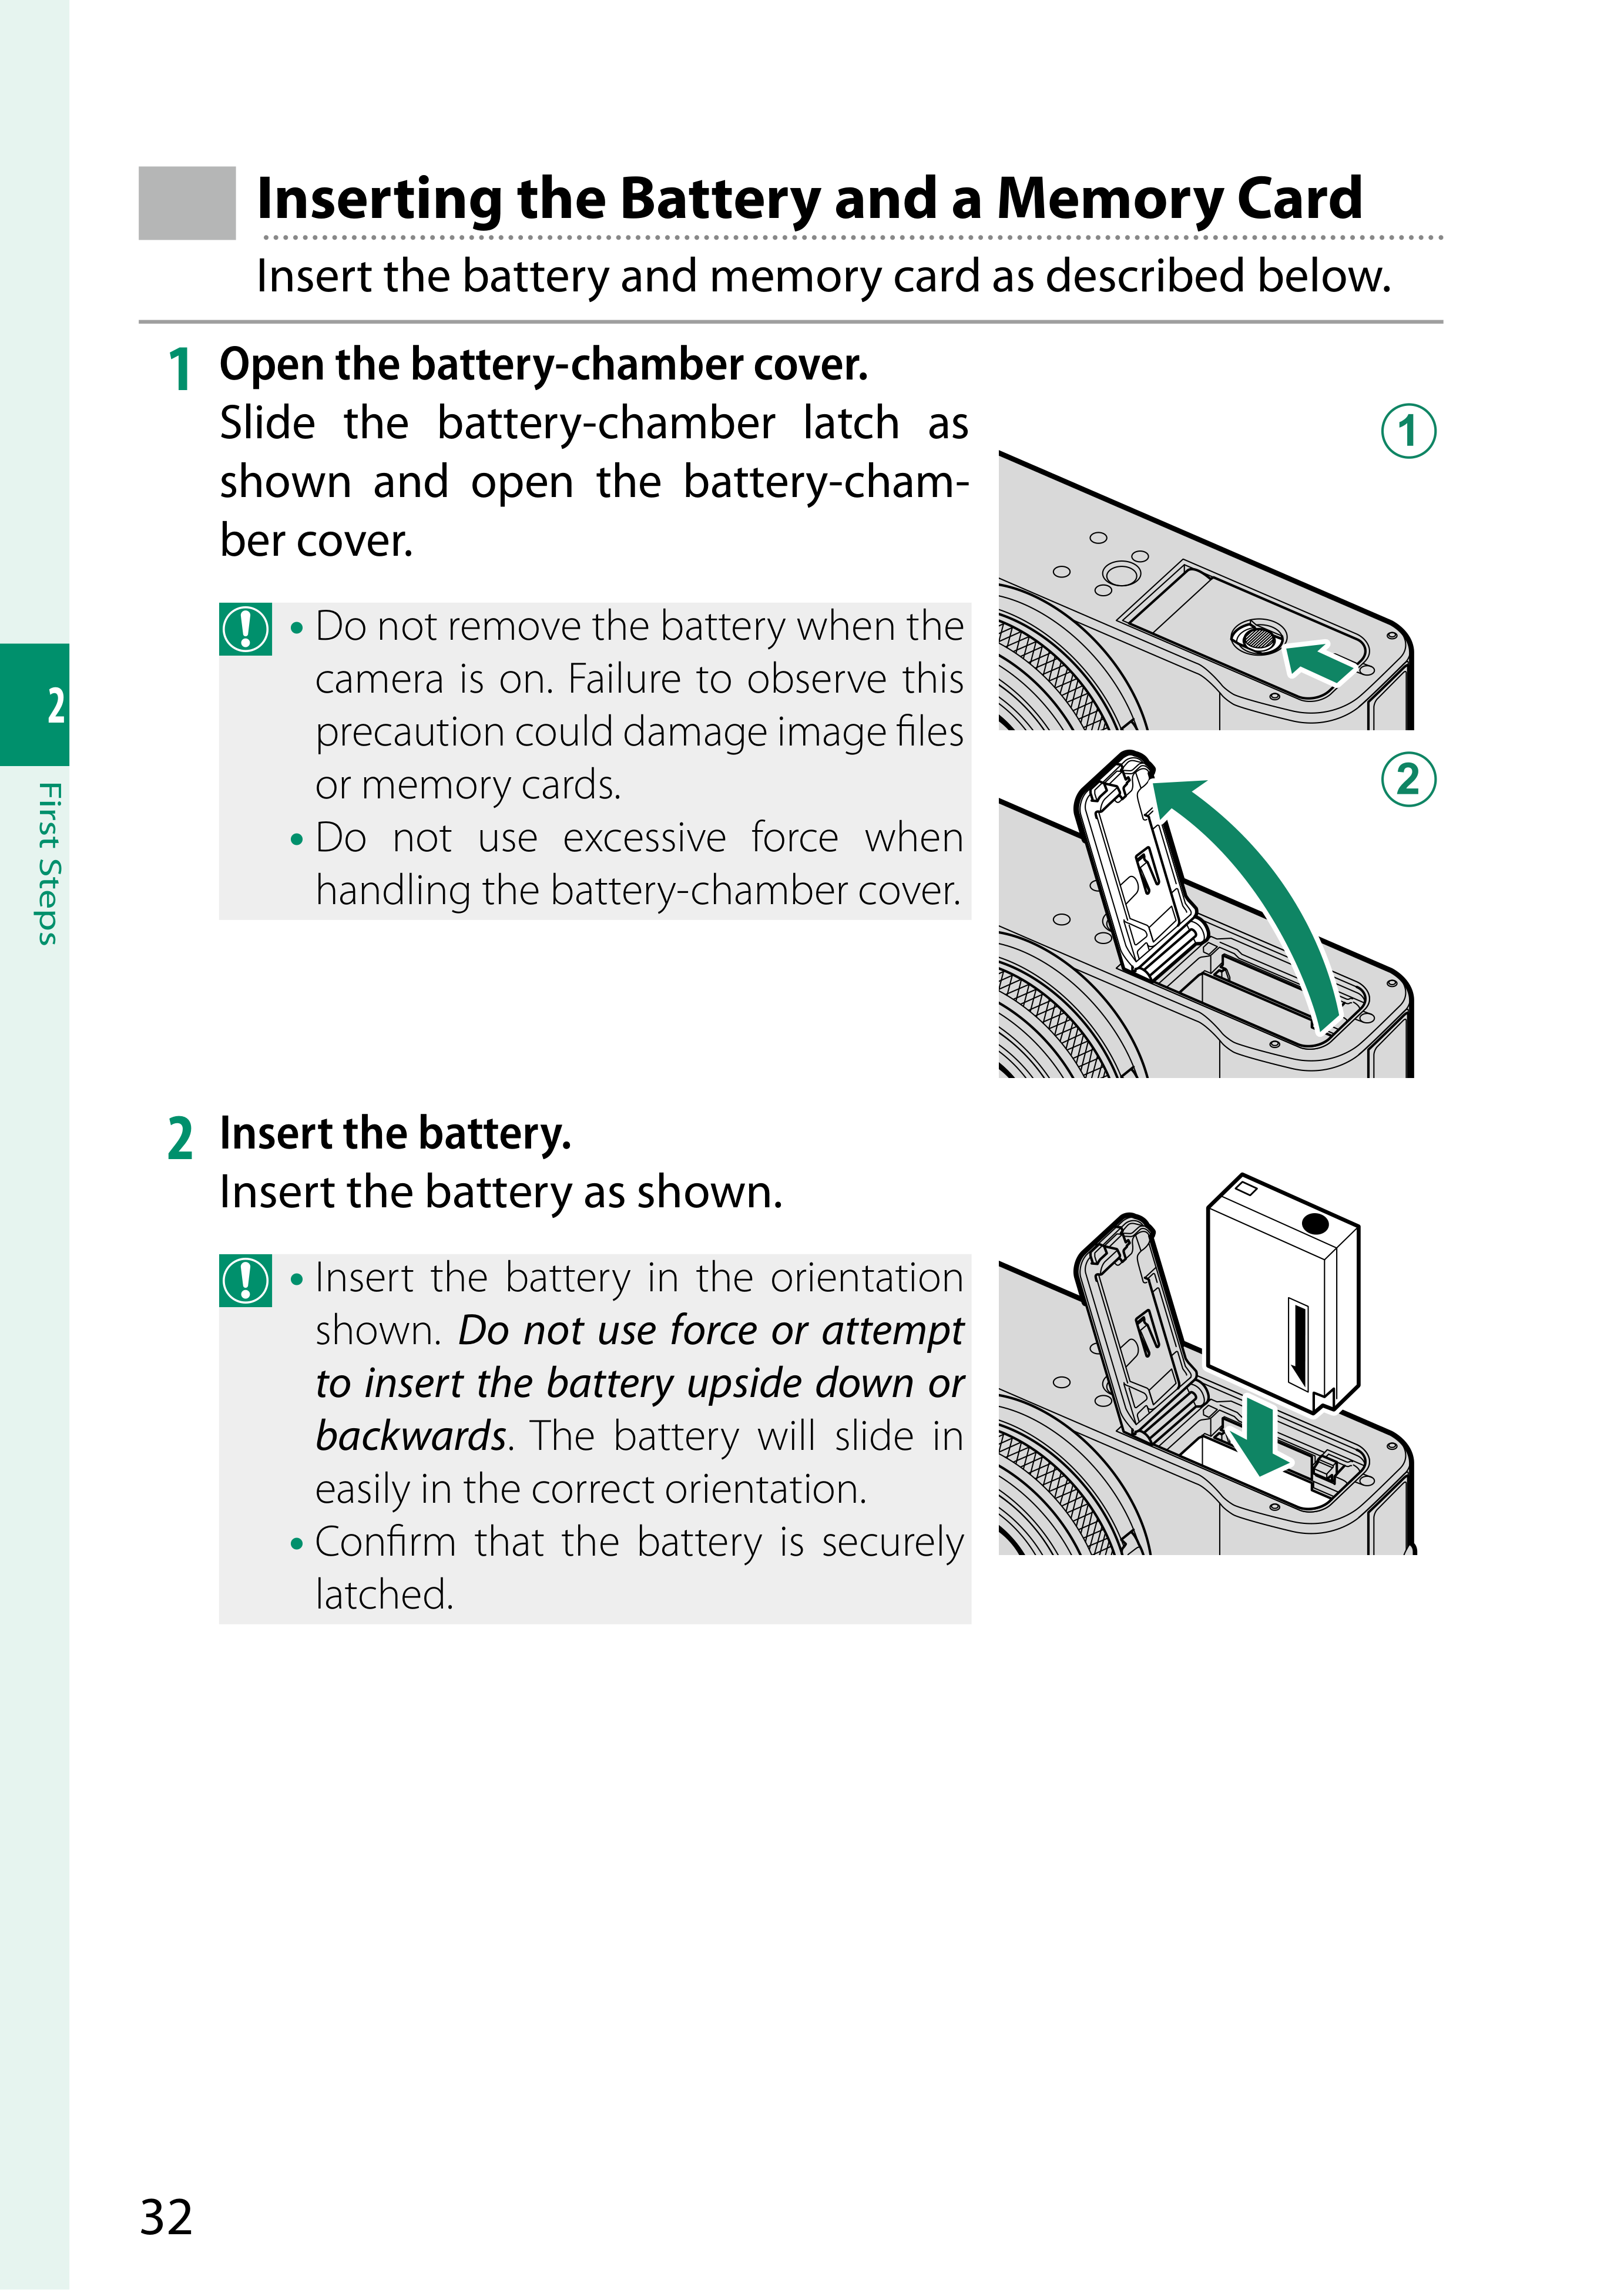 Inserting the Battery and a Memory Card
Insert the battery and memory card as described below.
1 Open the battery-chamber cover.
Slide the battery-chamber latch as
shown and open the battery-cham-
ber cover.
• Do not remove the battery when the
camera is on. Failure to observe this
precaution could damage image files
or memory cards.
• Do not use excessive force when
handling the battery-chamber cover.
1
2
2 Insert the battery.
Insert the battery as shown.
• Insert the battery in the orientation
shown. Do not use force or attempt
to insert the battery upside down or
backwards. The battery will slide in
easily in the correct orientation.
• Confirm that the battery is securely
latched.
2
First Steps
32